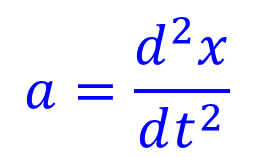 a = d²x/dt²